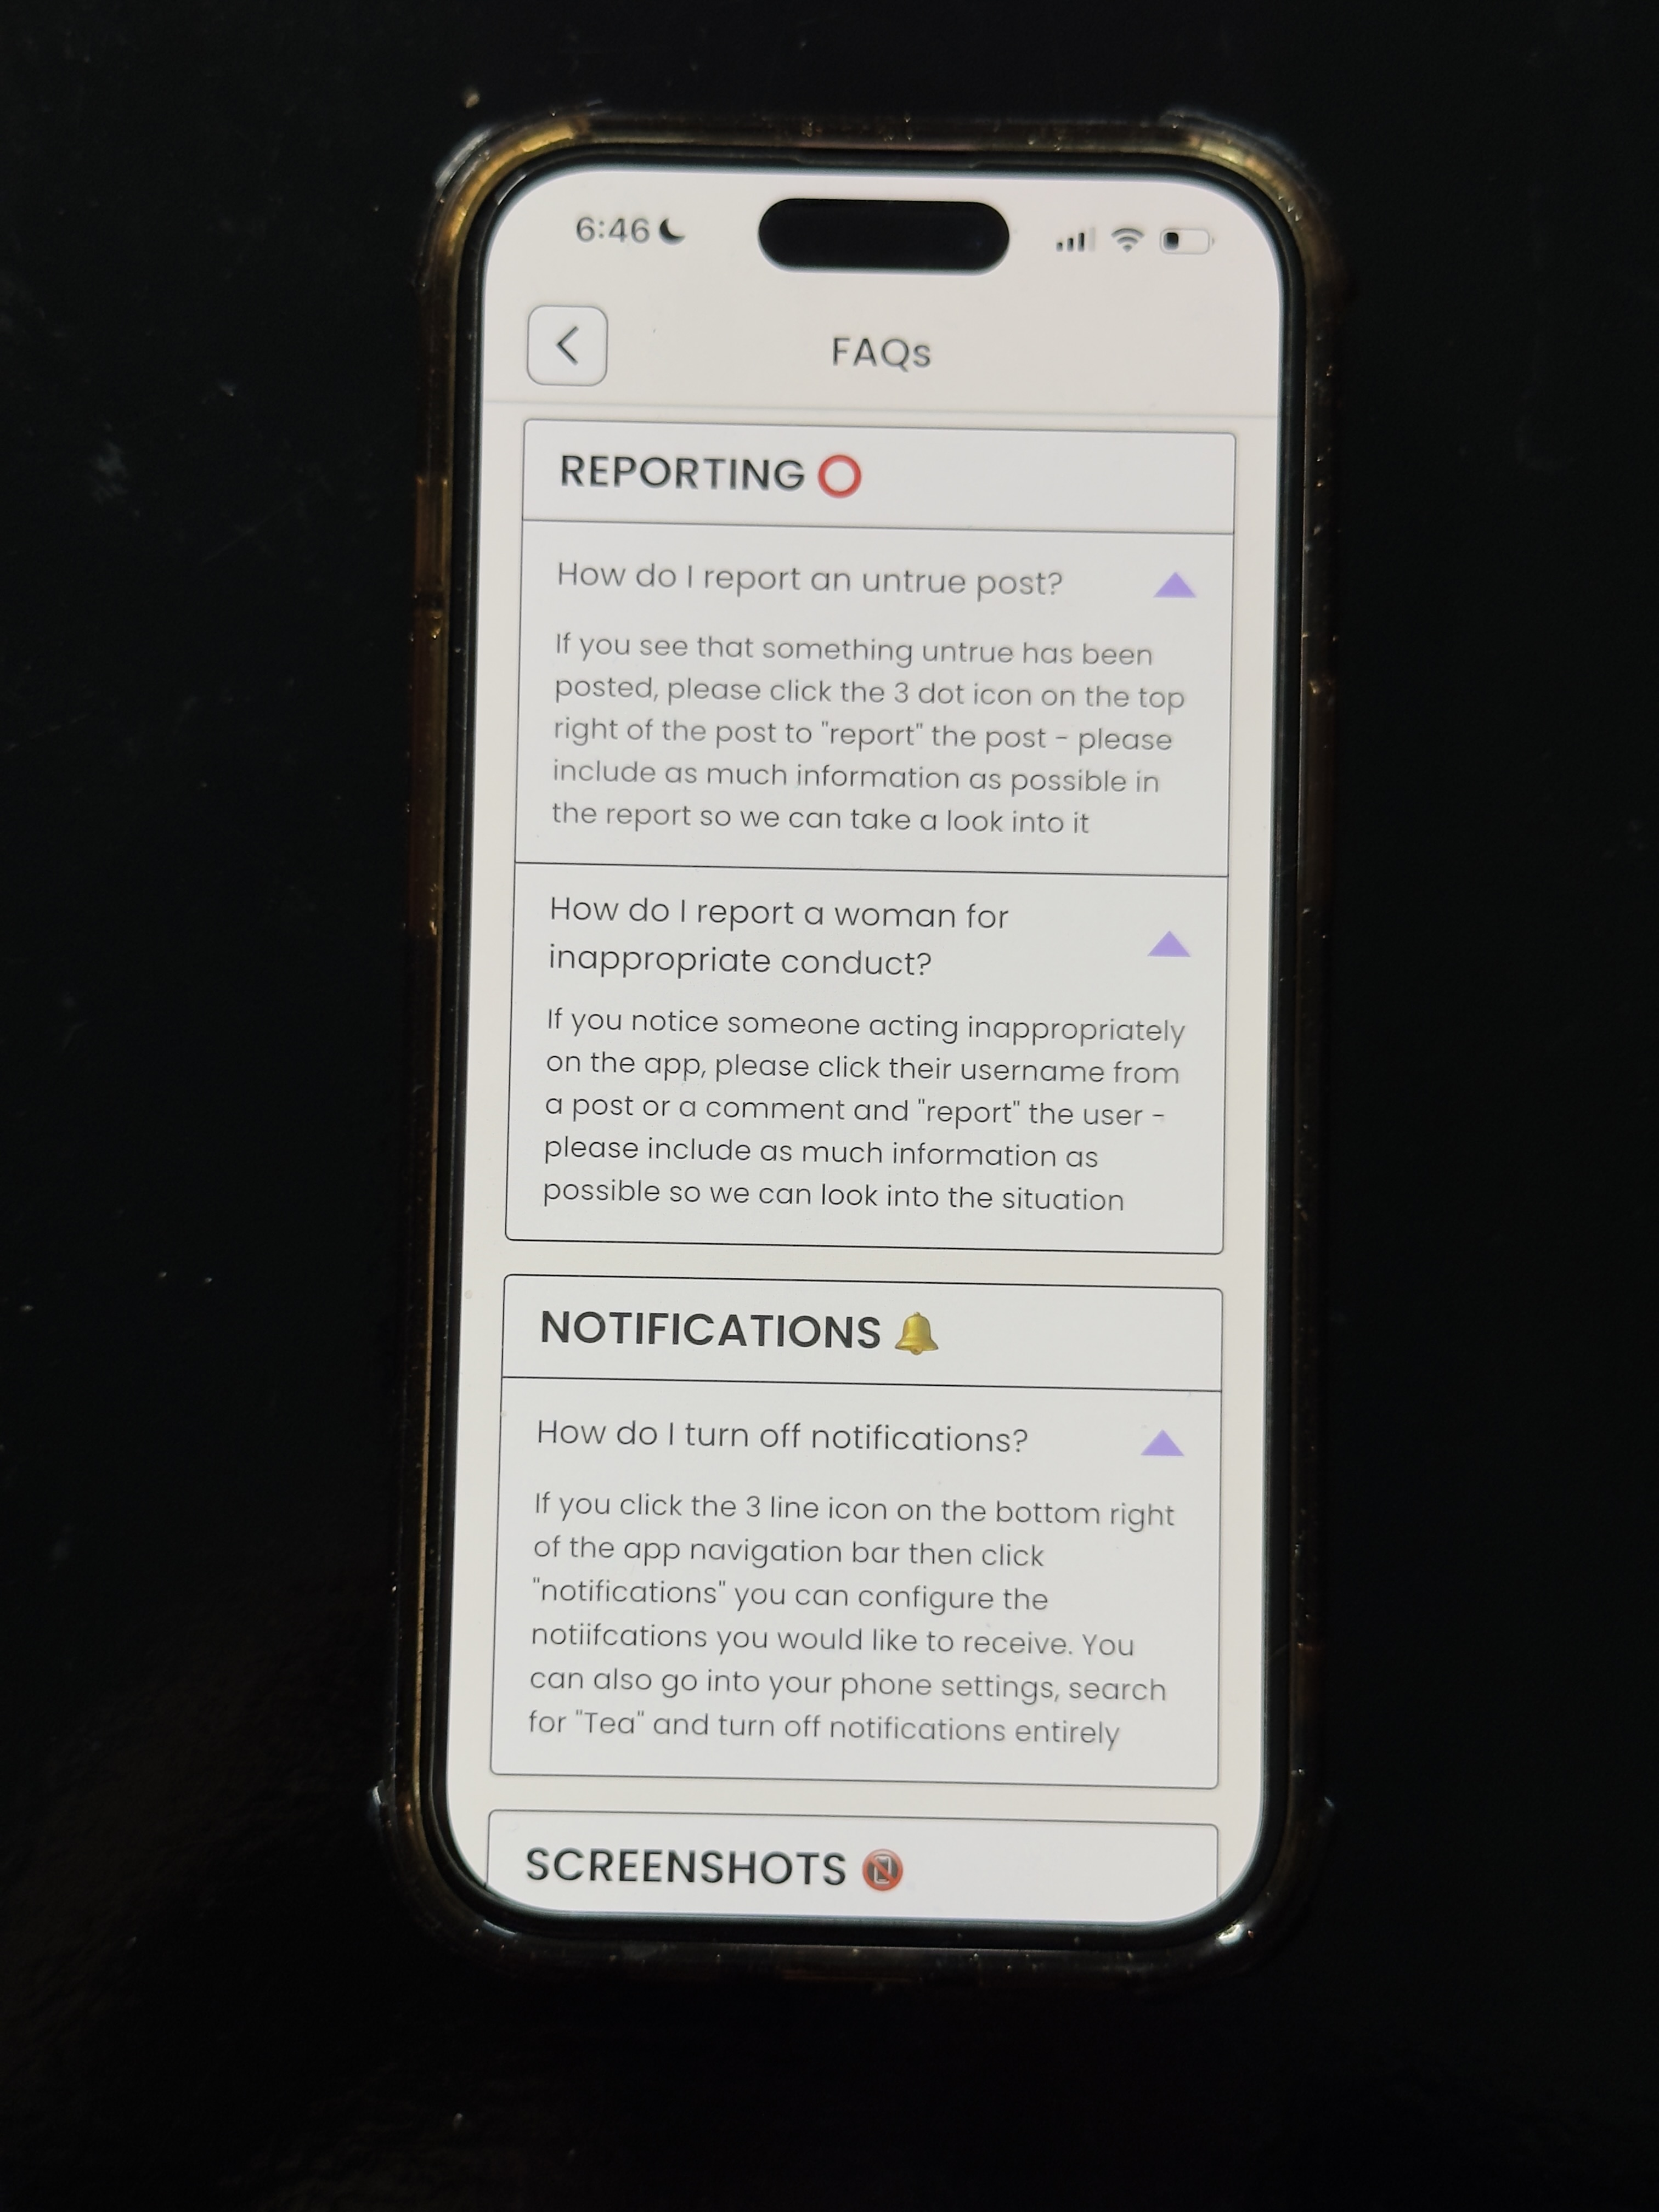 6:46
FAQs
REPORTING
How do I report an untrue post?
If you see that something untrue has been
posted, please click the 3 dot icon on the top
right of the post to "report" the post - please
include as much information as possible in
the report so we can take a look into it
How do I report a woman for
inappropriate conduct?
If you notice someone acting inappropriately
on the app, please click their username from
a post or a comment and "report" the user -
please include as much information as
possible so we can look into the situation
NOTIFICATIONS
How do I turn off notifications?
If you click the 3 line icon on the bottom right
of the app navigation bar then click
"notifications" you can configure the
notiifcations you would like to receive. You
can also go into your phone settings, search
for "Tea" and turn off notifications entirely
SCREENSHOTS